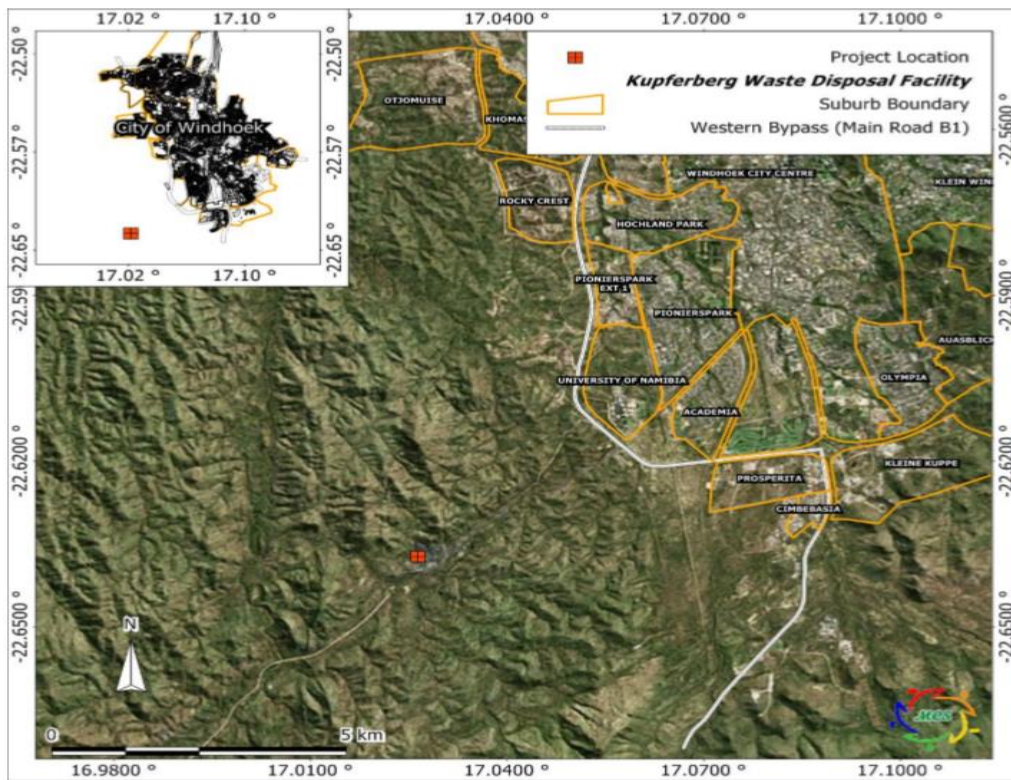 17.02 ° 17.10 °
-22.50 °
-22.50 °
City of Windhoek
-22.57 °
-22.57 °
-22.65 °
-22.65 °
17.02 ° 17.10 °
17.0400 ° 17.0700 ° 17.1000 °
Project Location
Kupferberg Waste Disposal Facility
Suburb Boundary
Western Bypass (Main Road B1)
-22.5600 °
OTJOMUISE
KHOMAS
WINDHOEK CITY CENTRE
KLEIN WIN
ROCKY CREST
HOCHLAND PARK
PIONIERSPARK
EXT.1
-22.5900 °
PIONIERSPARK
AUASBLICK
UNIVERSITY OF NAMIBIA
OLYMPIA
ACADEMIA
-22.6200 °
-22.6200 °
KLEINE KUPPE
PROSPERITA
CIMBEBASIA
-22.6500 °
-22.6500 °
N
0 5 km
16.9800 ° 17.0100 ° 17.0400 ° 17.0700 ° 17.1000 °